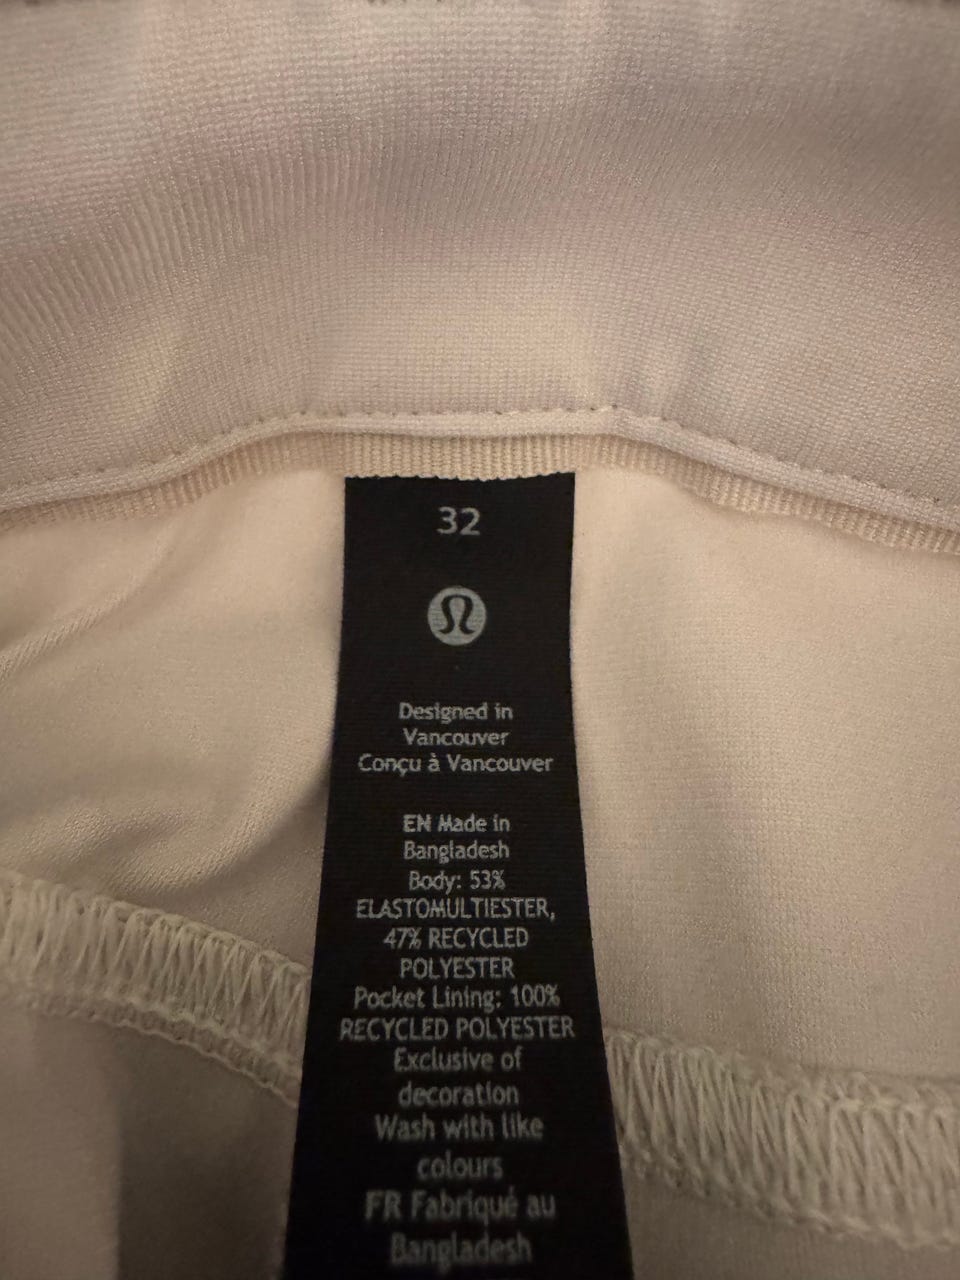 32
Designed in
Vancouver
Conçu à Vancouver
EN Made in
Bangladesh
Body: 53%
ELASTOMULTIESTER,
47% RECYCLED
POLYESTER
Pocket Lining: 100%
RECYCLED POLYESTER
Exclusive of
decoration
Wash with like
colours
FR Fabriqué au
Bangladesh